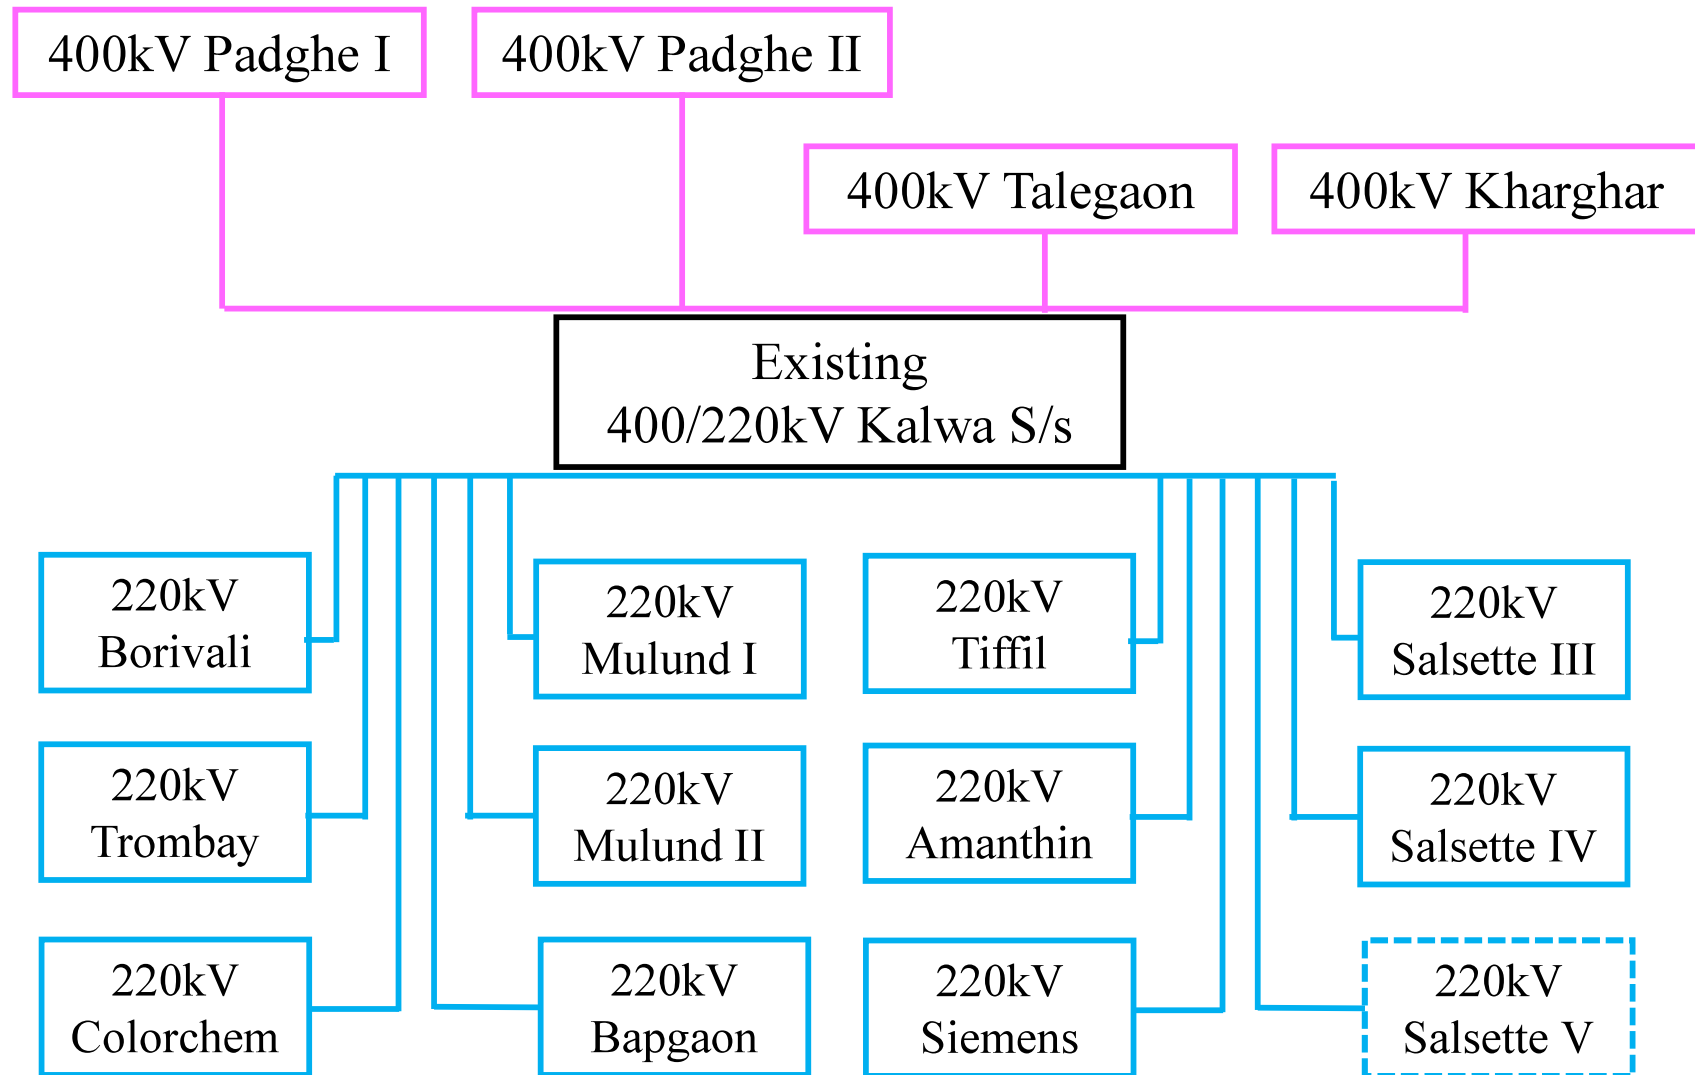 400kV Padghe I
400kV Padghe II
400kV Talegaon
400kV Kharghar
Existing
400/220kV Kalwa S/s
220kV
Borivali
220kV
Mulund I
220kV
Tiffil
220kV
Salsette III
220kV
Trombay
220kV
Mulund II
220kV
Amanthin
220kV
Salsette IV
220kV
Colorchem
220kV
Bapgaon
220kV
Siemens
220kV
Salsette V